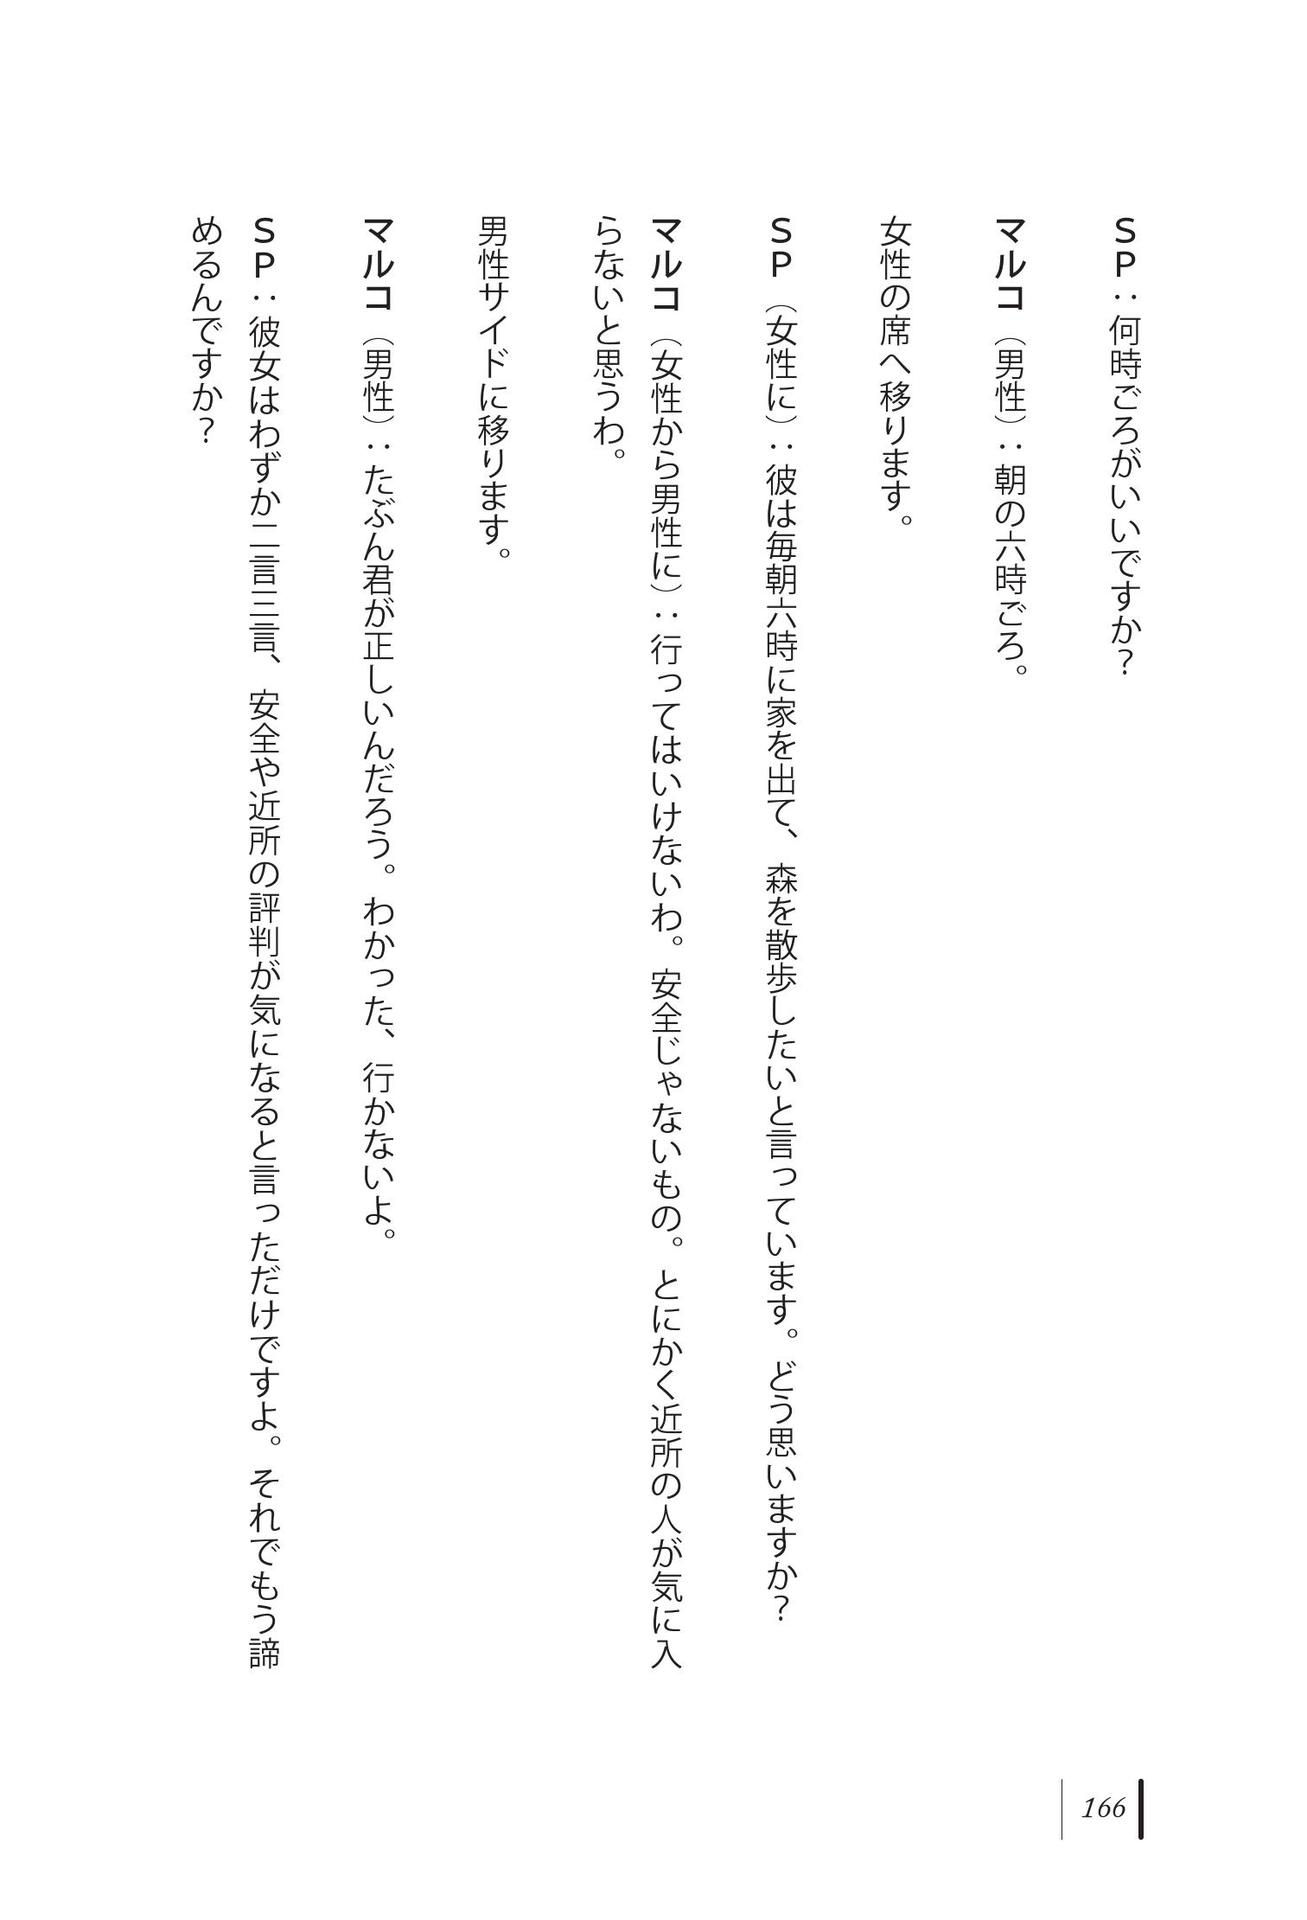 ＳＰ：何時ごろがいいですか？
マルコ（男性）：朝の六時ごろ。
女性の席へ移ります。
ＳＰ（女性に）：彼は毎朝六時に家を出て、森を散歩したいと言っています。どう思いますか？
マルコ（女性から男性に）：行ってはいけないわ。安全じゃないもの。とにかく近所の人が気に入
らないと思うわ。
男性サイドに移ります。
マルコ（男性）：たぶん君が正しいんだろう。わかった、行かないよ。
ＳＰ：彼女はわずか二言三言、安全や近所の評判が気になると言っただけですよ。それでもう諦
めるんですか？
166